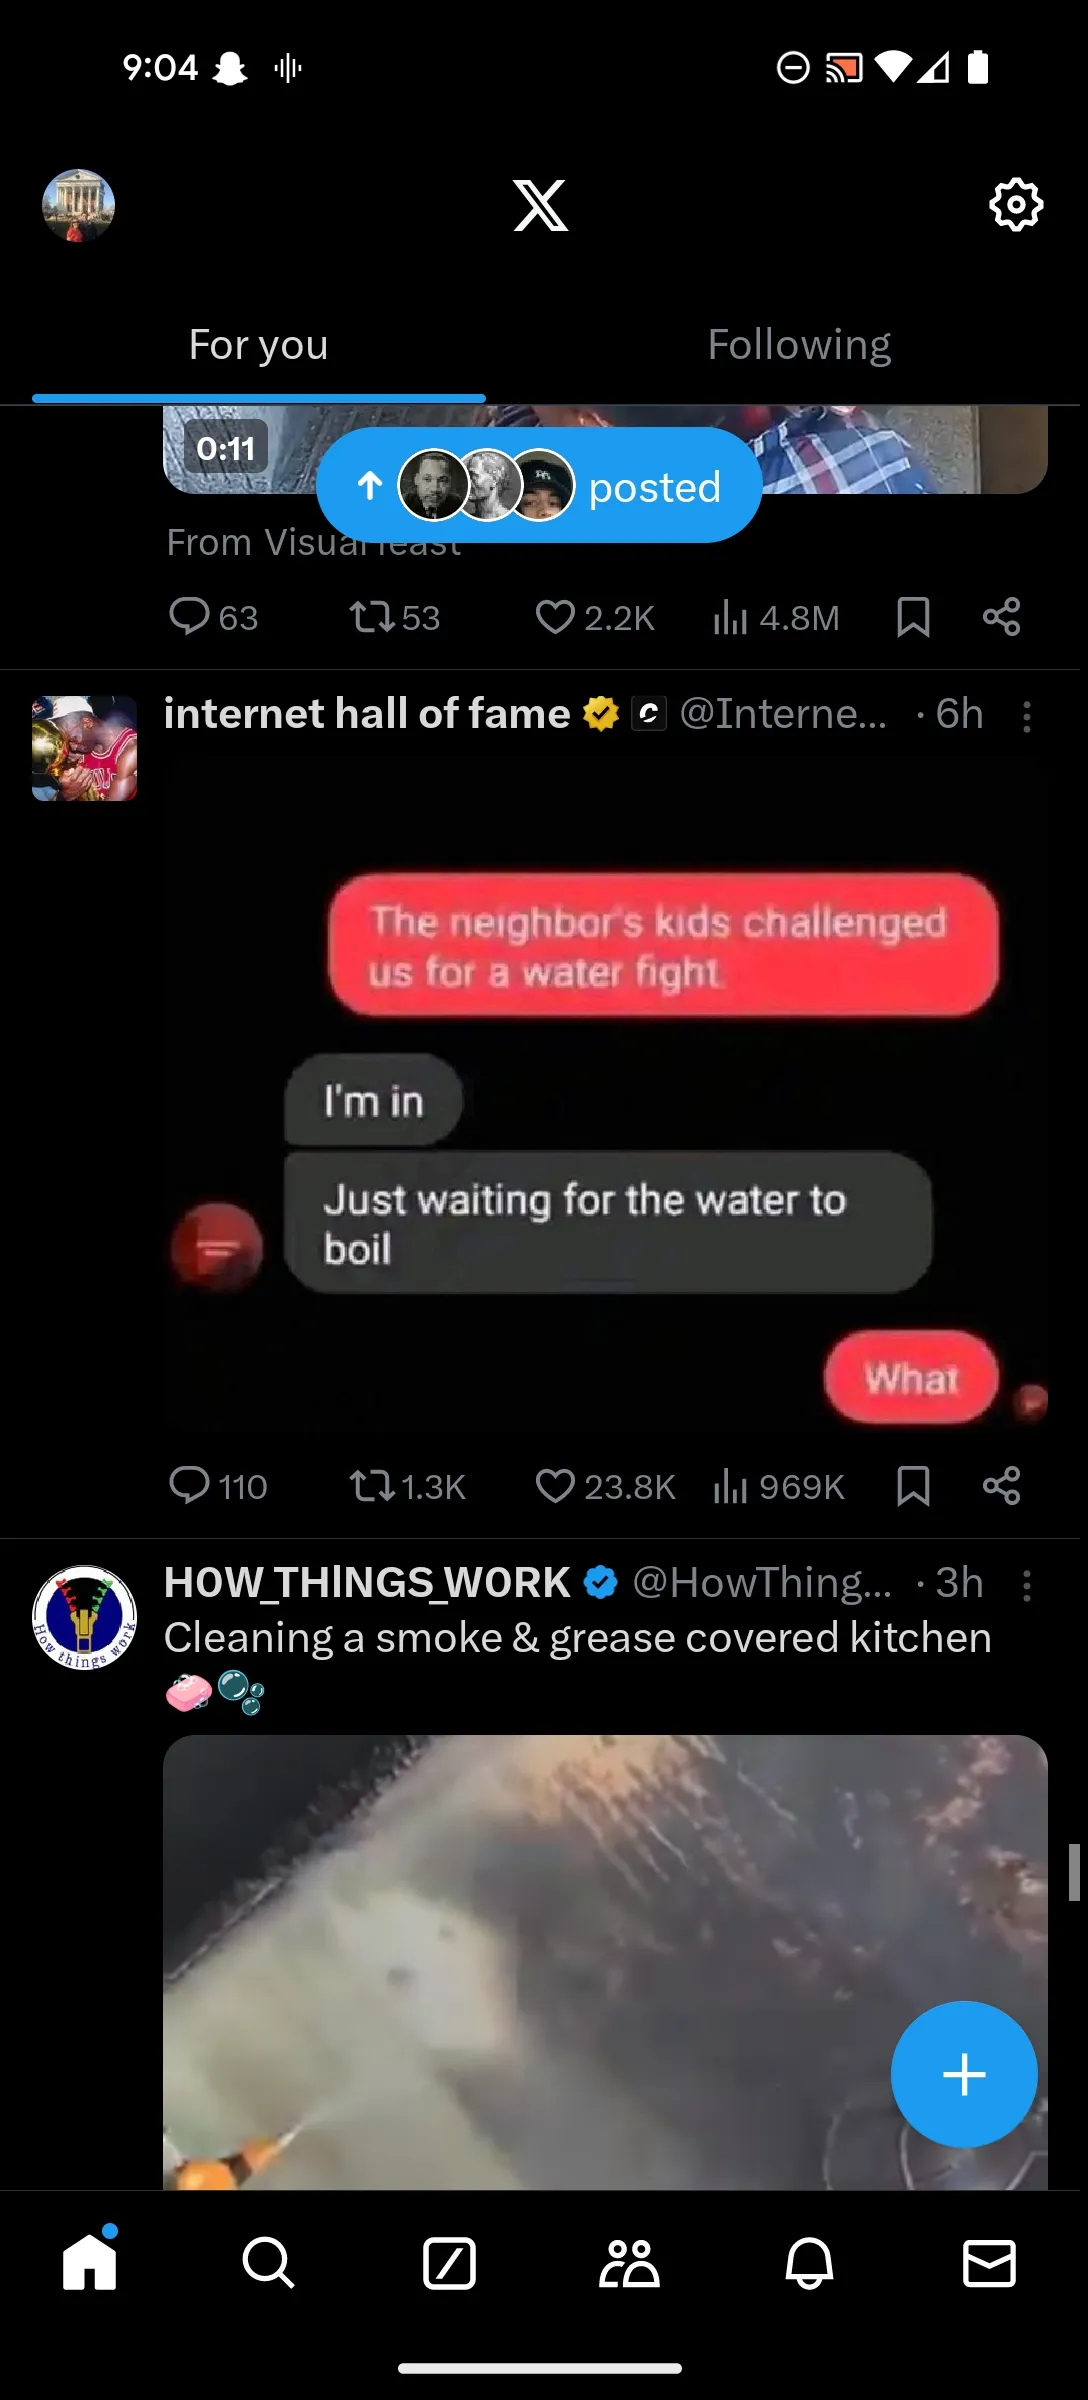 9:04
For you
Following
0:11
posted
From Visual feast
63
53
2.2K
4.8M
internet hall of fame @Interne... · 6h
The neighbor's kids challenged
us for a water fight
I'm in
Just waiting for the water to
boil
What
110
1.3K
23.8K
969K
HOW_THINGS_WORK @HowThing... · 3h
How things work
Cleaning a smoke & grease covered kitchen
🧼🫧